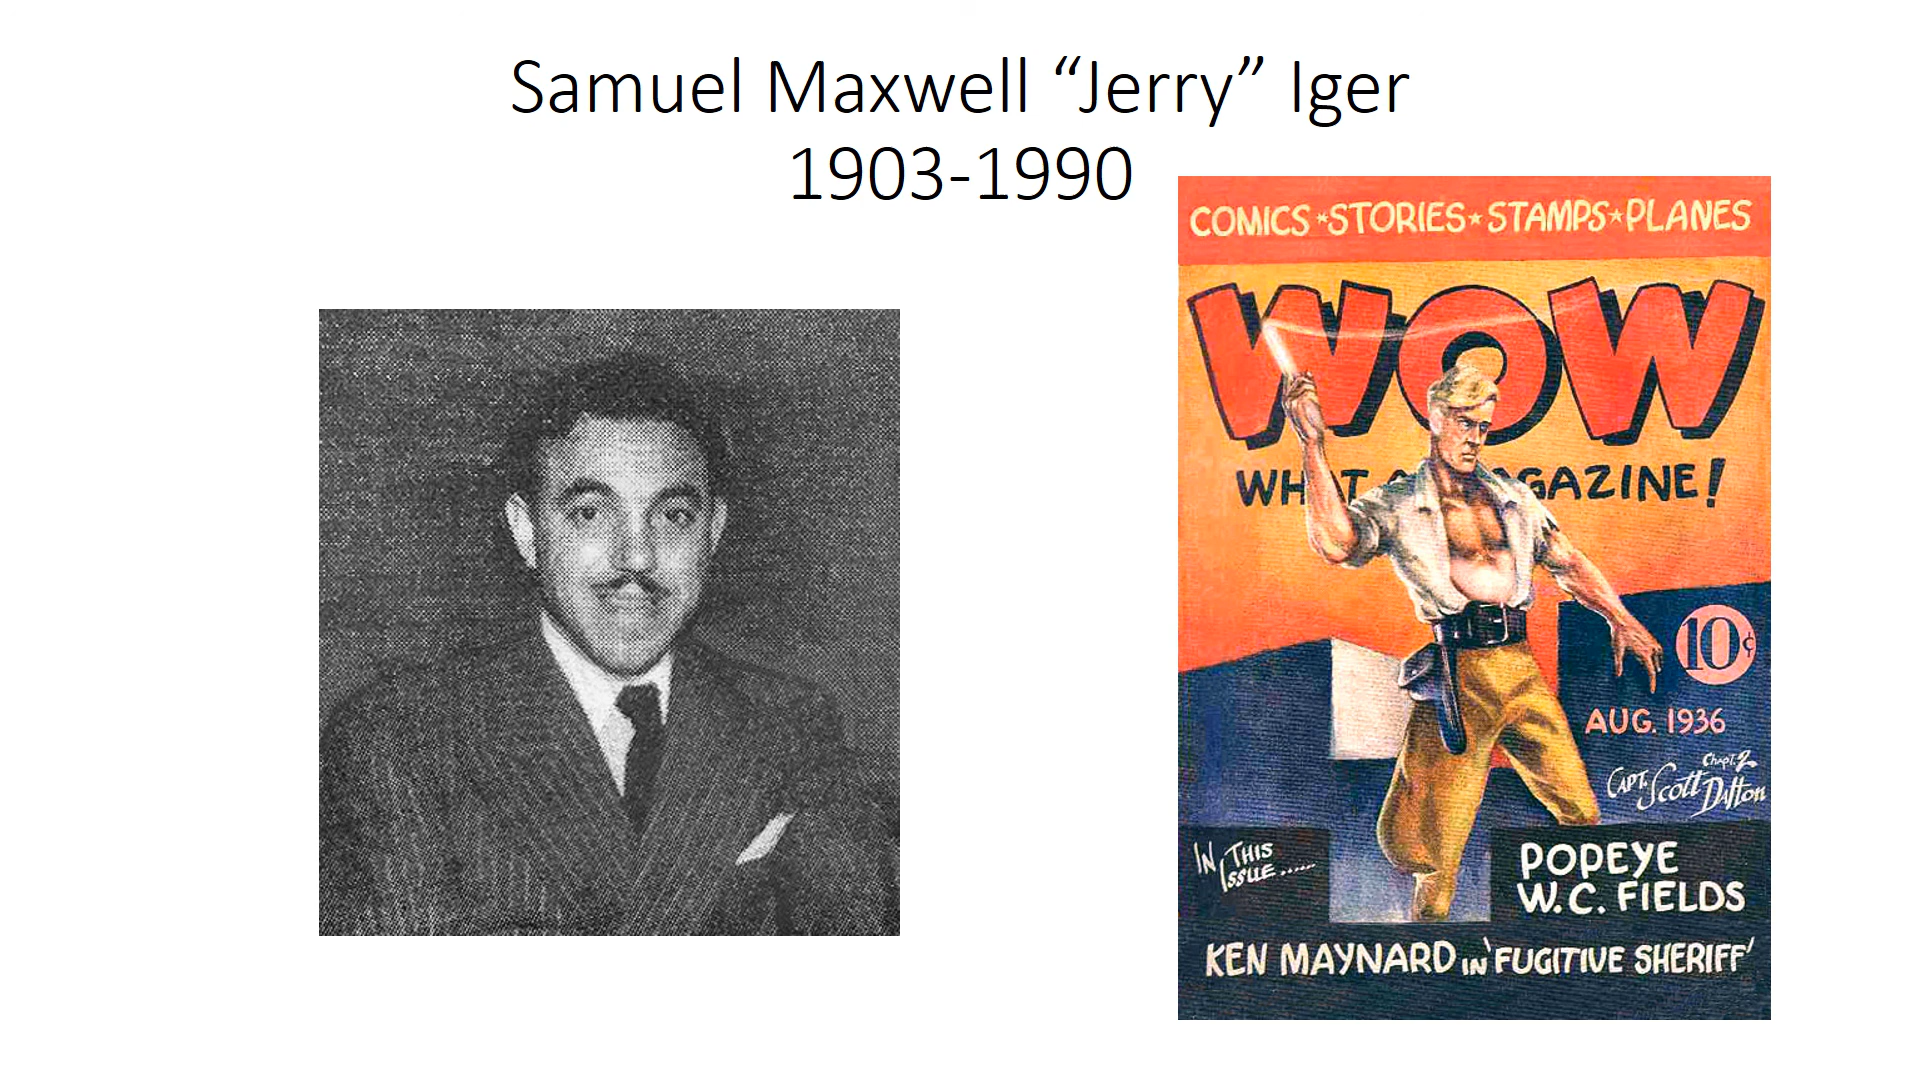 Samuel Maxwell “Jerry” Iger
1903-1990
COMICS★STORIES★STAMPS★PLANES
WOW
WHAT A MAGAZINE!
10¢
AUG. 1936
Chapt. 2
CAPT. Scott Dalton
IN THIS
ISSUE......
POPEYE
W.C. FIELDS
KEN MAYNARD IN 'FUGITIVE SHERIFF'